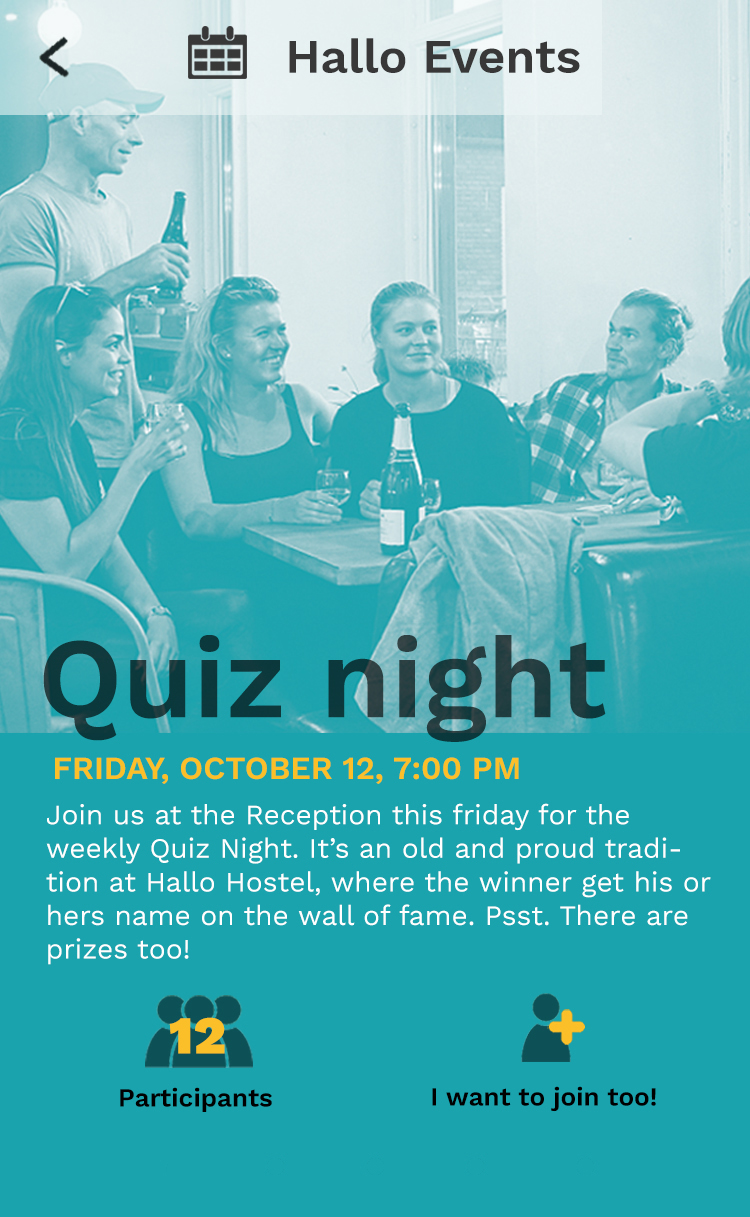 Hallo Events
Quiz night
FRIDAY, OCTOBER 12, 7:00 PM
Join us at the Reception this friday for the
weekly Quiz Night. It’s an old and proud tradi-
tion at Hallo Hostel, where the winner get his or
hers name on the wall of fame. Psst. There are
prizes too!
12
Participants
I want to join too!